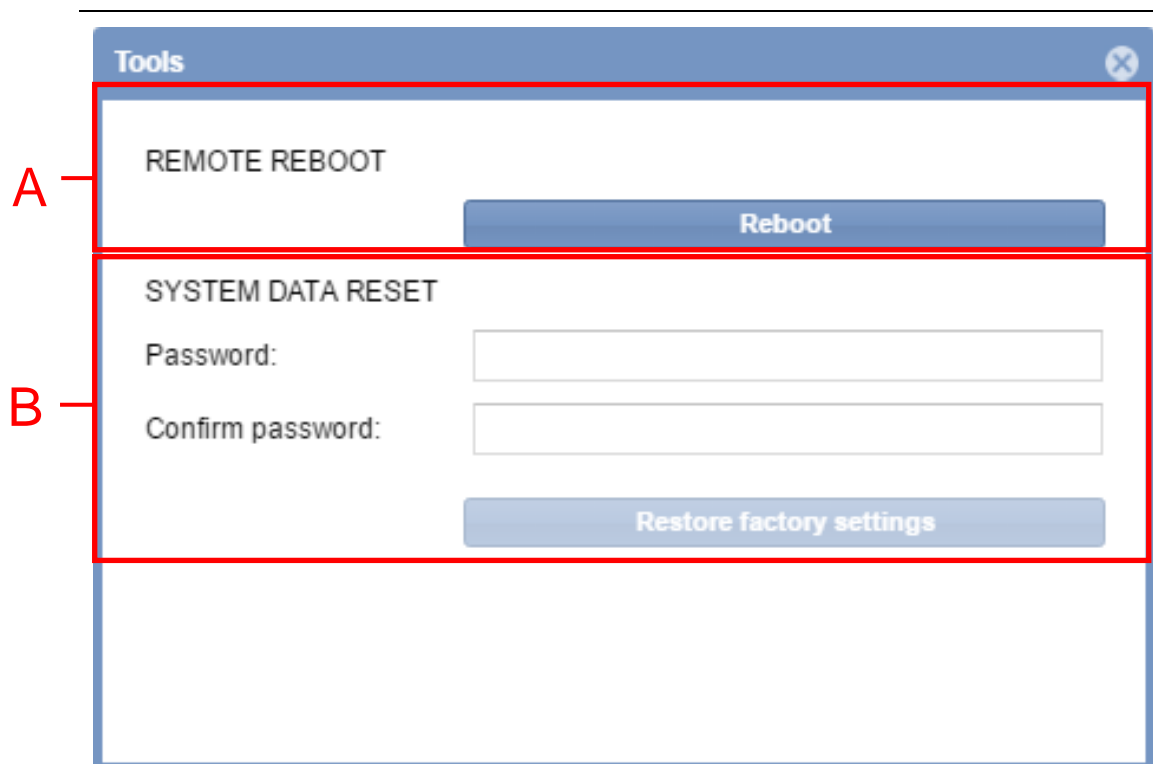 Tools
A
REMOTE REBOOT
Reboot
SYSTEM DATA RESET
Password:
B
Confirm password:
Restore factory settings